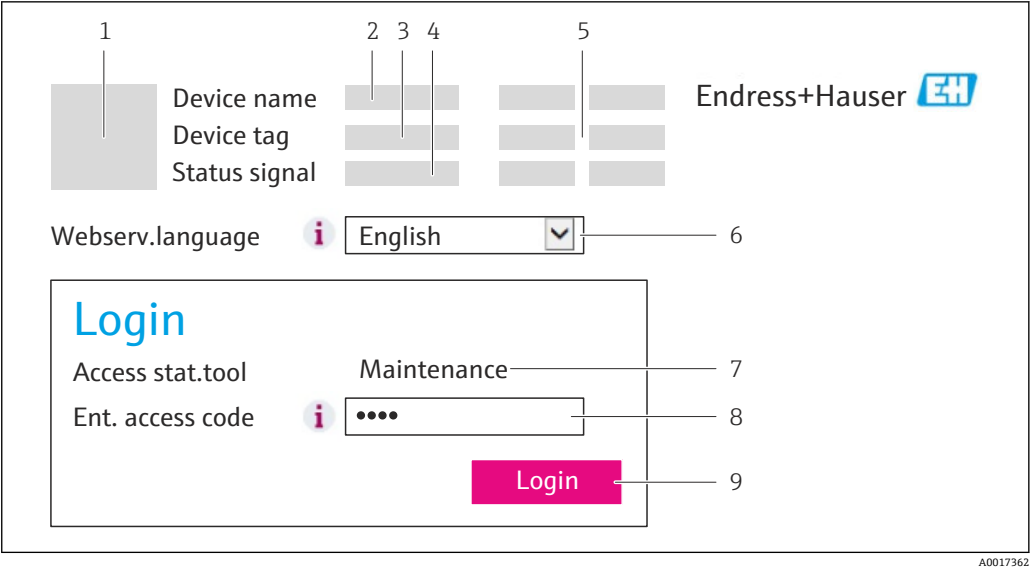 1 2 3 4 5
Device name
Endress+Hauser EH
Device tag
Status signal
Webserv.language i English 6
Login
Access stat.tool Maintenance 7
Ent. access code i •••• 8
Login 9
A0017362